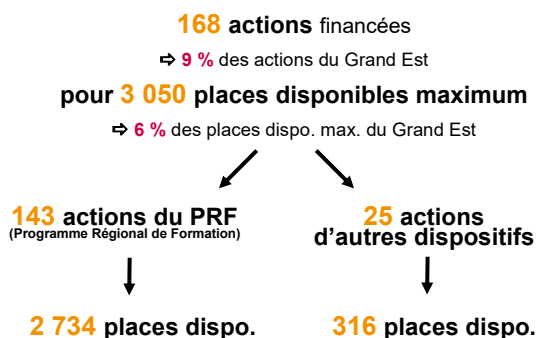 168 actions financées
⇨ 9 % des actions du Grand Est
pour 3 050 places disponibles maximum
⇨ 6 % des places dispo. max. du Grand Est
143 actions du PRF
(Programme Régional de Formation)
25 actions
d'autres dispositifs
2 734 places dispo.
316 places dispo.